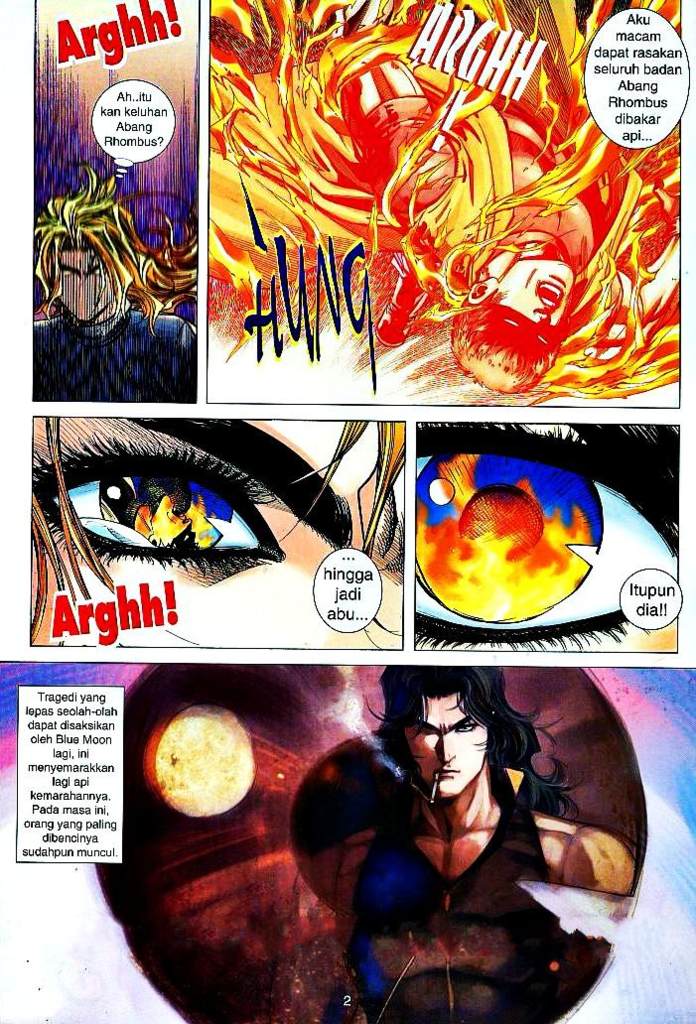 Arghh!
Ah..itu
kan keluhan
Abang
Rhombus?
ARGHH
HUNG
Aku
macam
dapat rasakan
seluruh badan
Abang
Rhombus
dibakar
api...
Arghh!
...
hingga
jadi
abu...
Itupun
dia!!
Tragedi yang
lepas seolah-olah
dapat disaksikan
oleh Blue Moon
lagi, ini
menyemarakkan
lagi api
kemarahannya.
Pada masa ini,
orang yang paling
dibencinya
sudahpun muncul.
2